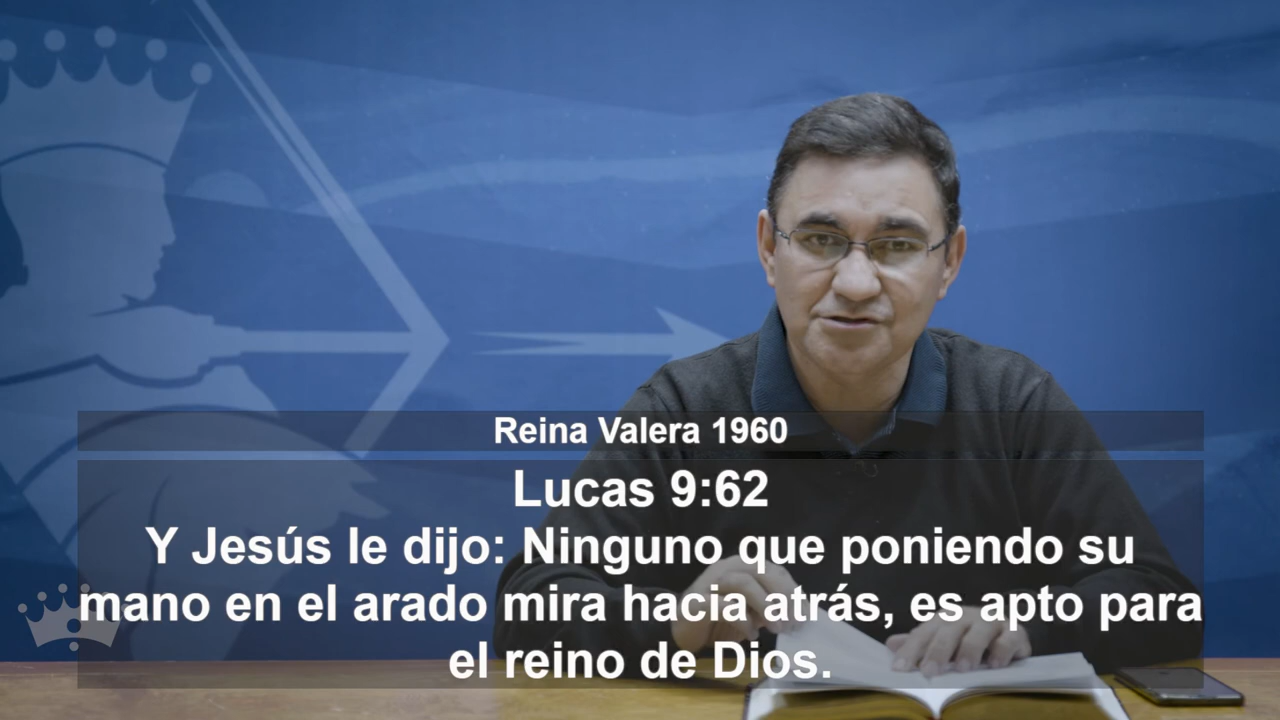 Reina Valera 1960
Lucas 9:62
Y Jesús le dijo: Ninguno que poniendo su
mano en el arado mira hacia atrás, es apto para
el reino de Dios.